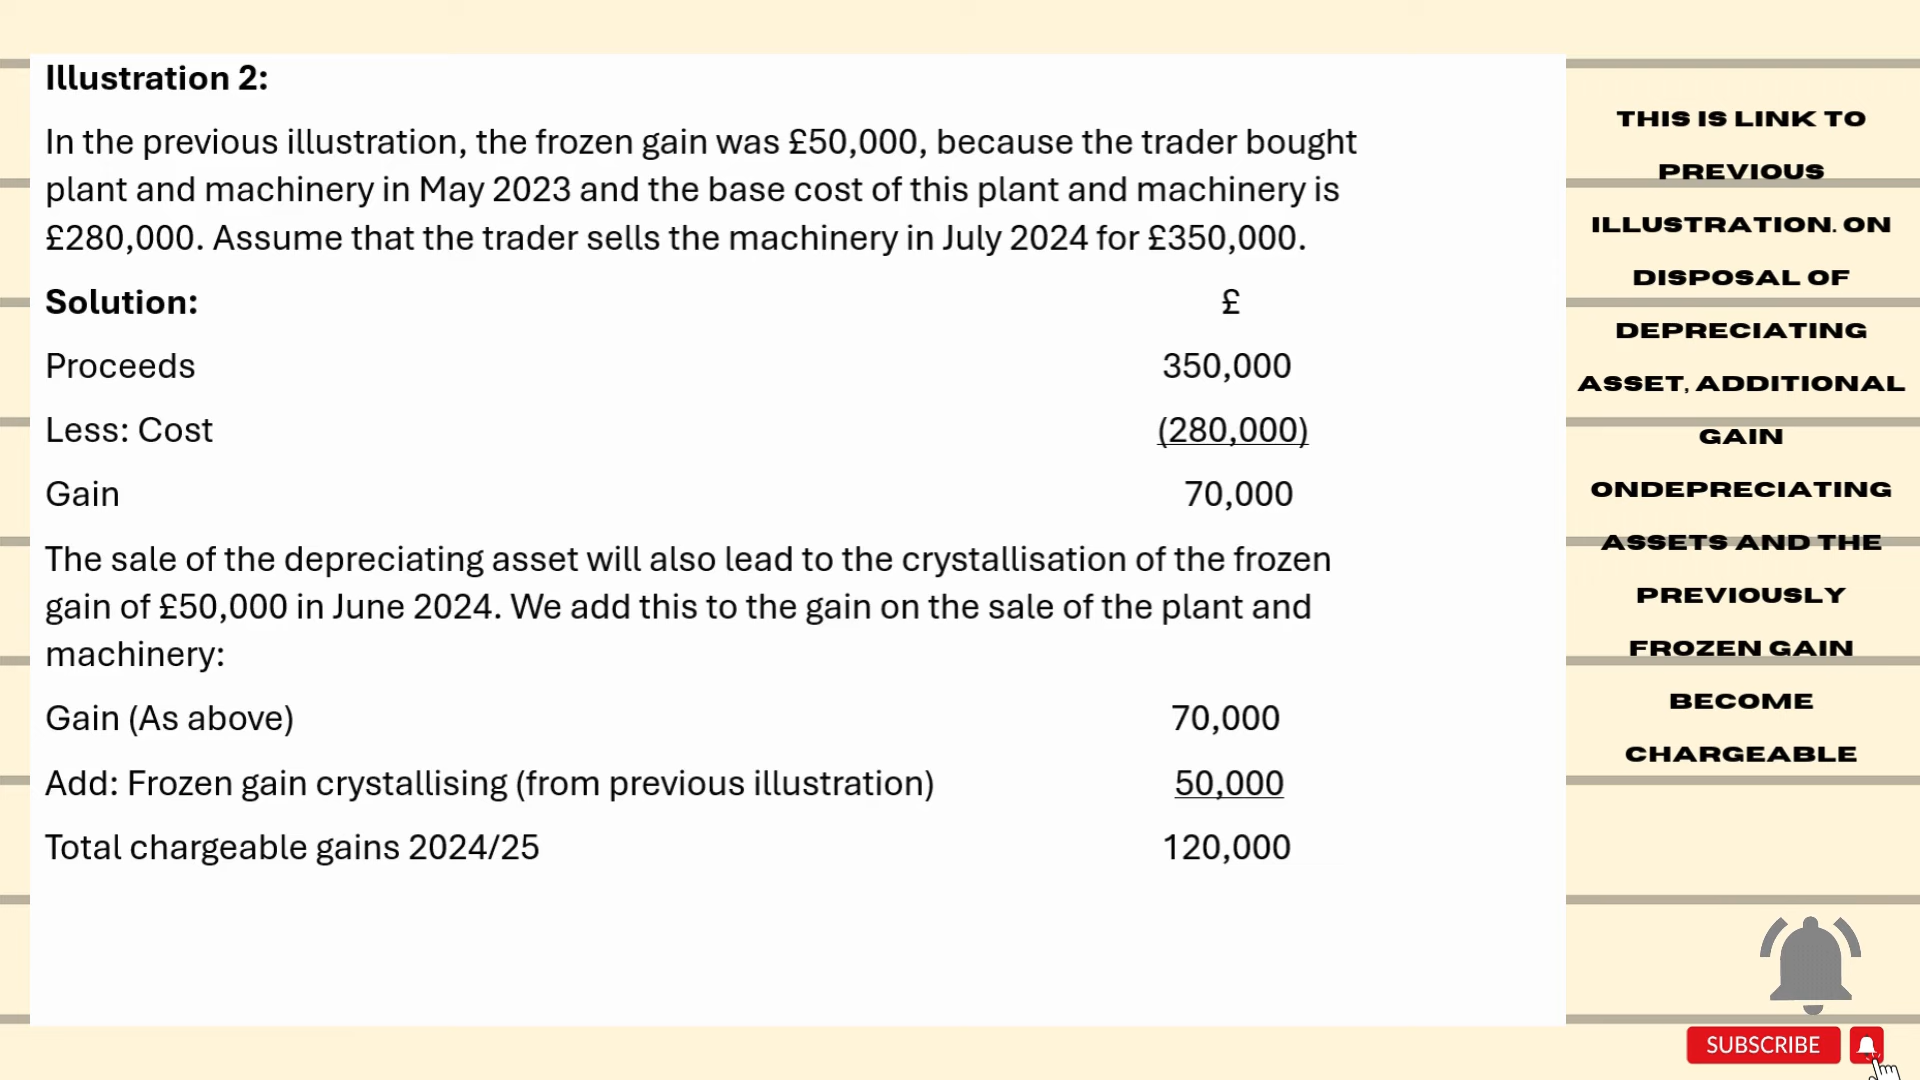 Illustration 2:
In the previous illustration, the frozen gain was £50,000, because the trader bought
plant and machinery in May 2023 and the base cost of this plant and machinery is
£280,000. Assume that the trader sells the machinery in July 2024 for £350,000.
Solution: £
Proceeds 350,000
Less: Cost (280,000)
Gain 70,000
The sale of the depreciating asset will also lead to the crystallisation of the frozen
gain of £50,000 in June 2024. We add this to the gain on the sale of the plant and
machinery:
Gain (As above) 70,000
Add: Frozen gain crystallising (from previous illustration) 50,000
Total chargeable gains 2024/25 120,000
THIS IS LINK TO
PREVIOUS
ILLUSTRATION. ON
DISPOSAL OF
DEPRECIATING
ASSET, ADDITIONAL
GAIN
ONDEPRECIATING
ASSETS AND THE
PREVIOUSLY
FROZEN GAIN
BECOME
CHARGEABLE
SUBSCRIBE